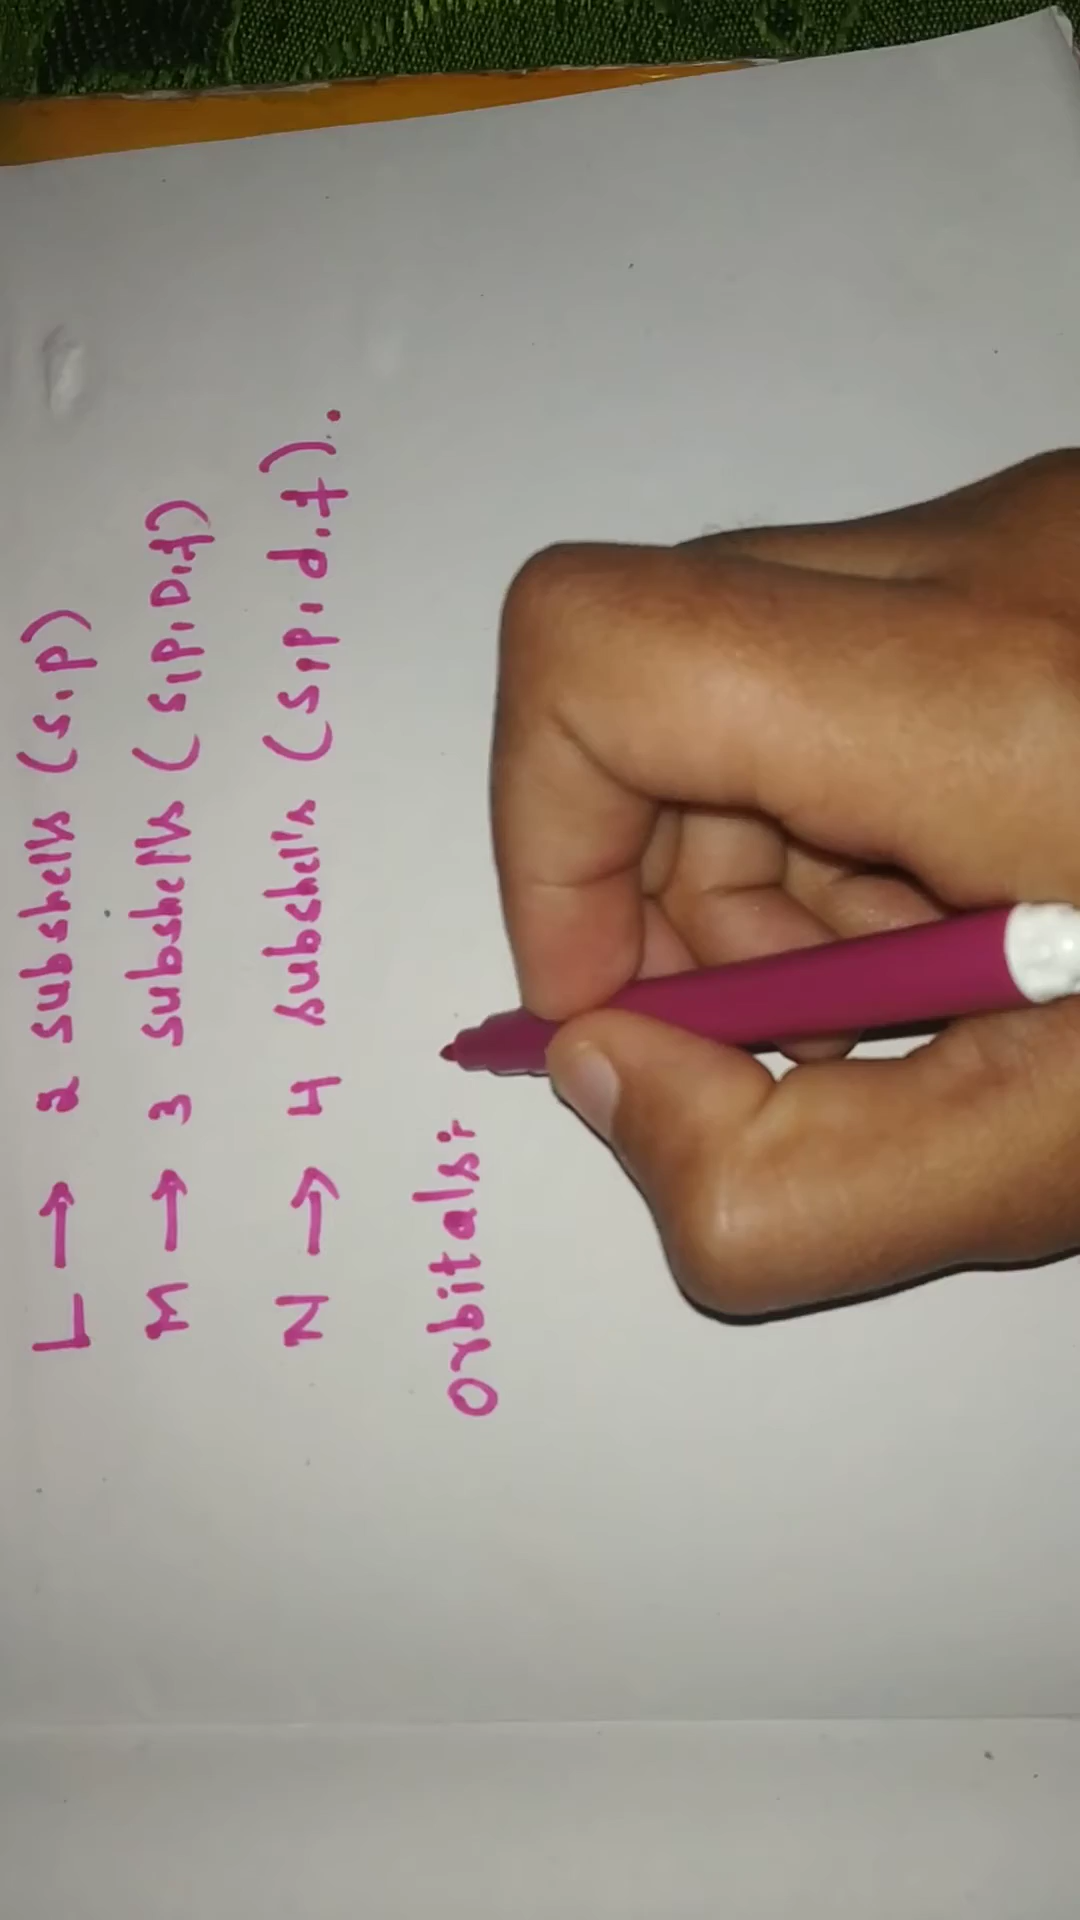 L → 2 subshells (s,p)
M → 3 subshells (s,p,D,f)
N → 4 subshells (s,p,d,f)..
orbitals: